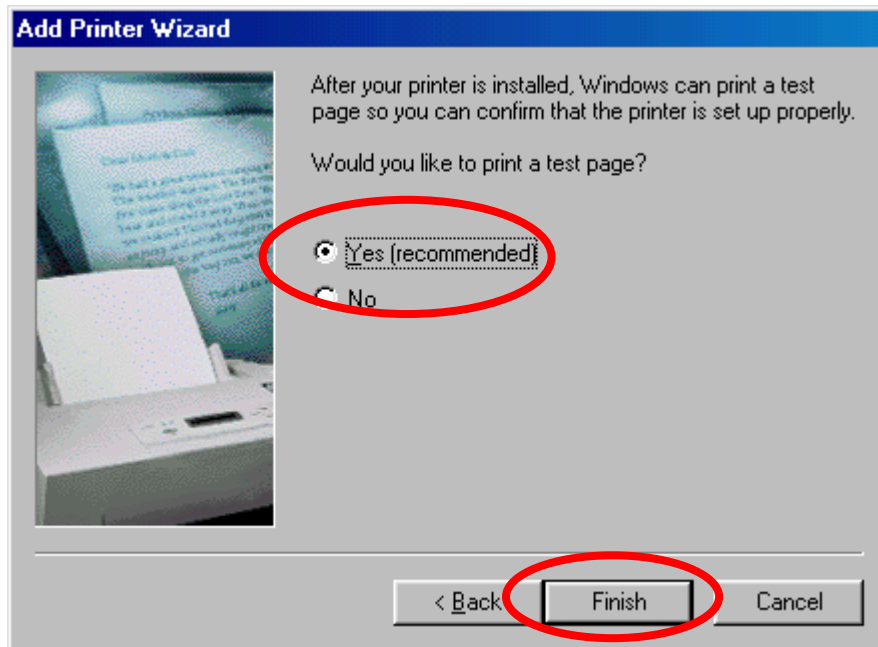 Add Printer Wizard
After your printer is installed, Windows can print a test
page so you can confirm that the printer is set up properly.
Would you like to print a test page?
Yes (recommended)
No
< Back
Finish
Cancel